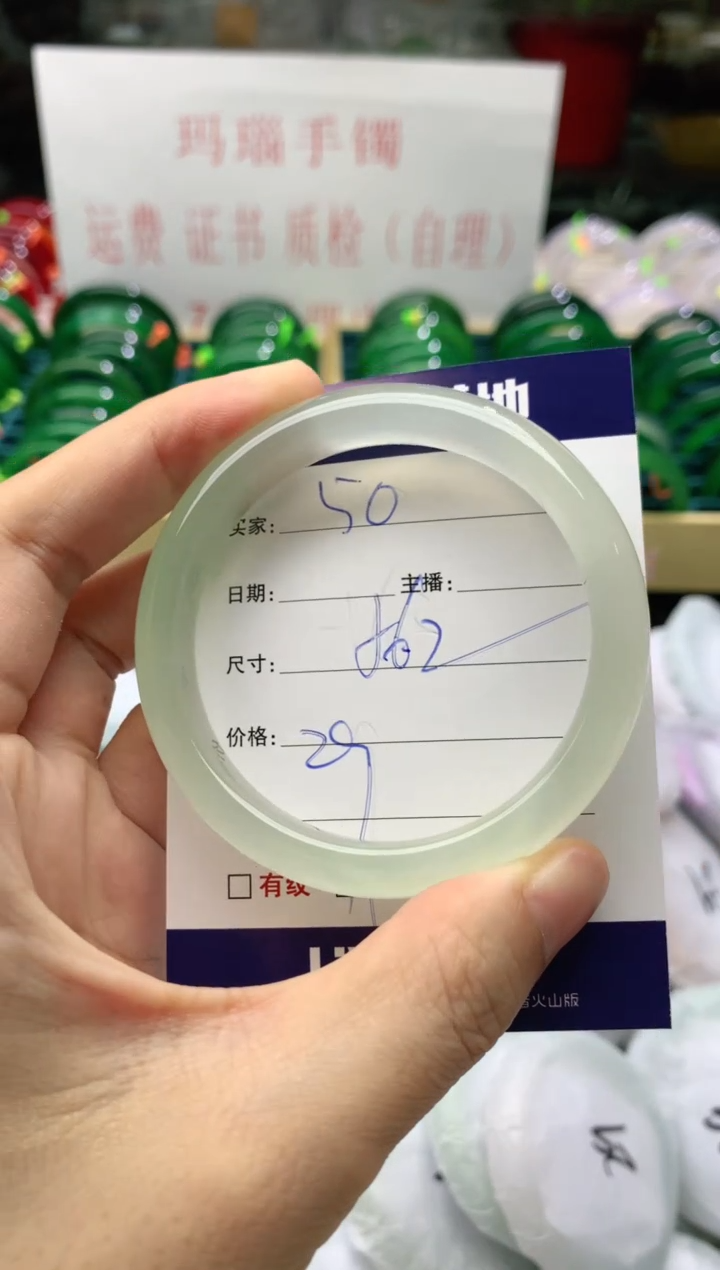 玛瑙手镯
运费 证书 质检（自理）
地
买家: 50
日期: 主播:
尺寸: 62
价格: 29
□ 有纹
火山版